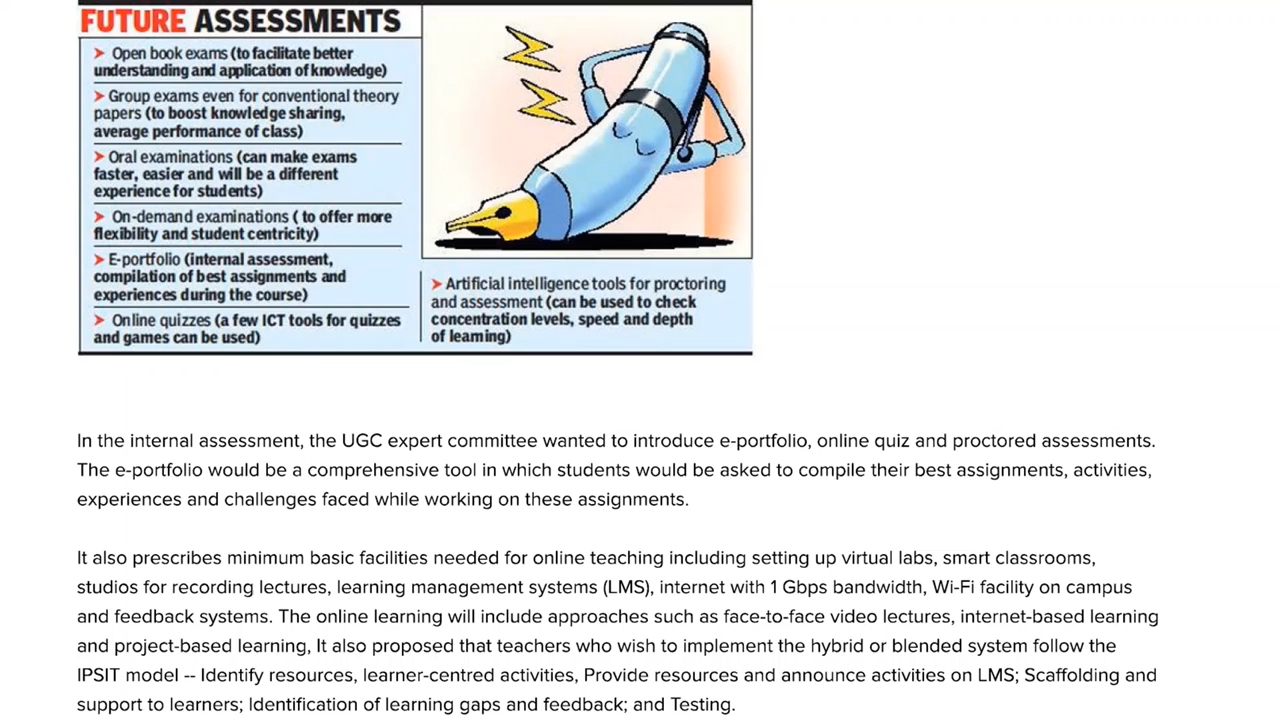 FUTURE ASSESSMENTS
➤ Open book exams (to facilitate better
understanding and application of knowledge)
➤ Group exams even for conventional theory
papers (to boost knowledge sharing,
average performance of class)
➤ Oral examinations (can make exams
faster, easier and will be a different
experience for students)
➤ On-demand examinations ( to offer more
flexibility and student centricity)
➤ E-portfolio (internal assessment,
compilation of best assignments and
experiences during the course)
➤ Online quizzes (a few ICT tools for quizzes
and games can be used)
➤ Artificial intelligence tools for proctoring
and assessment (can be used to check
concentration levels, speed and depth
of learning)
In the internal assessment, the UGC expert committee wanted to introduce e-portfolio, online quiz and proctored assessments.
The e-portfolio would be a comprehensive tool in which students would be asked to compile their best assignments, activities,
experiences and challenges faced while working on these assignments.
It also prescribes minimum basic facilities needed for online teaching including setting up virtual labs, smart classrooms,
studios for recording lectures, learning management systems (LMS), internet with 1 Gbps bandwidth, Wi-Fi facility on campus
and feedback systems. The online learning will include approaches such as face-to-face video lectures, internet-based learning
and project-based learning, It also proposed that teachers who wish to implement the hybrid or blended system follow the
IPSIT model -- Identify resources, learner-centred activities, Provide resources and announce activities on LMS; Scaffolding and
support to learners; Identification of learning gaps and feedback; and Testing.